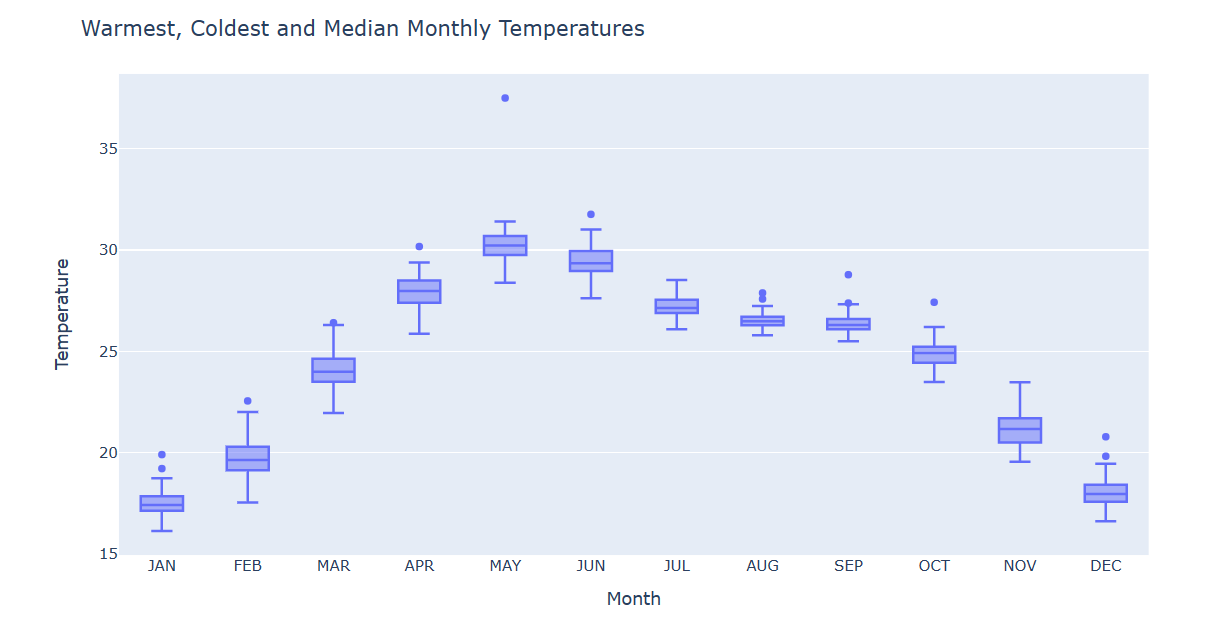 Warmest, Coldest and Median Monthly Temperatures
Temperature
35
30
25
20
15
JAN FEB MAR APR MAY JUN JUL AUG SEP OCT NOV DEC
Month